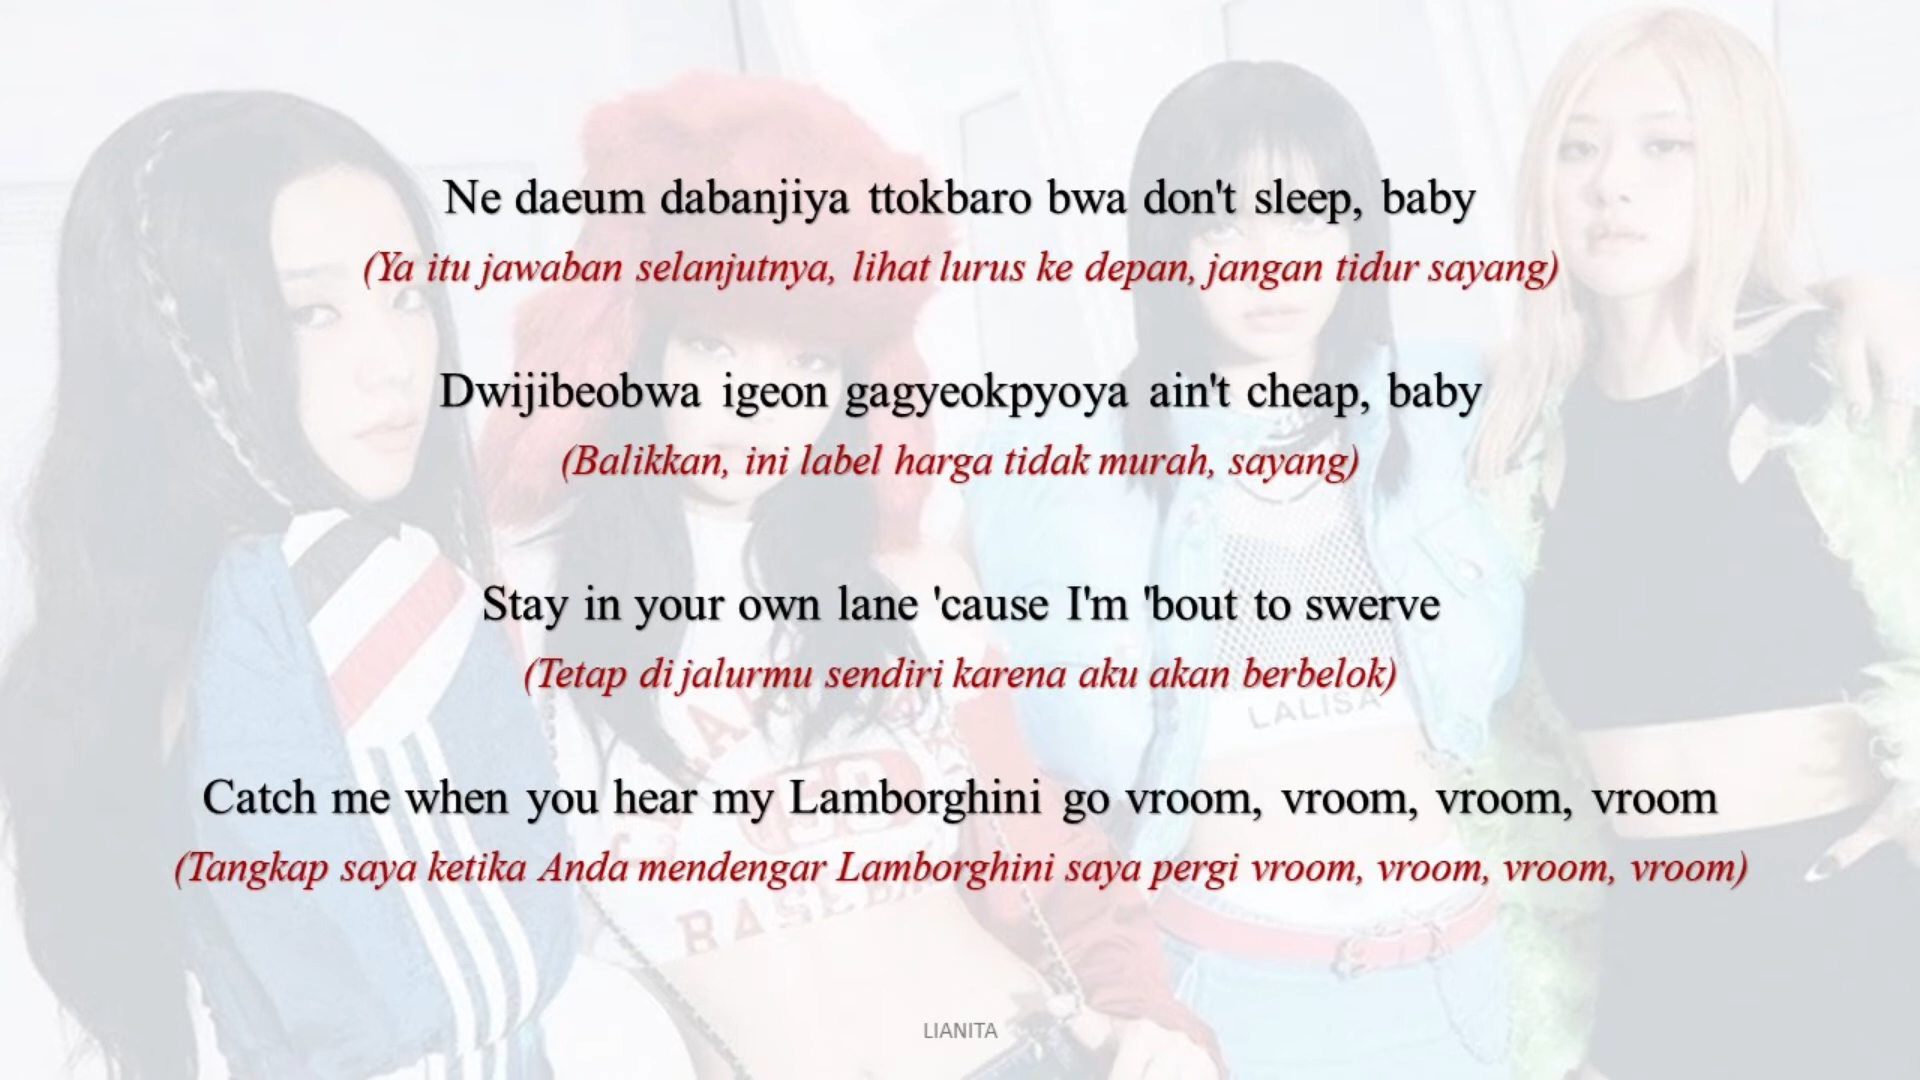 Ne daeum dabanjiya ttokbaro bwa don't sleep, baby
(Ya itu jawaban selanjutnya, lihat lurus ke depan, jangan tidur sayang)
Dwijibeobwa igeon gagyeokpyoya ain't cheap, baby
(Balikkan, ini label harga tidak murah, sayang)
Stay in your own lane 'cause I'm 'bout to swerve
(Tetap di jalurmu sendiri karena aku akan berbelok)
LALISA
Catch me when you hear my Lamborghini go vroom, vroom, vroom, vroom
(Tangkap saya ketika Anda mendengar Lamborghini saya pergi vroom, vroom, vroom, vroom)
LIANITA